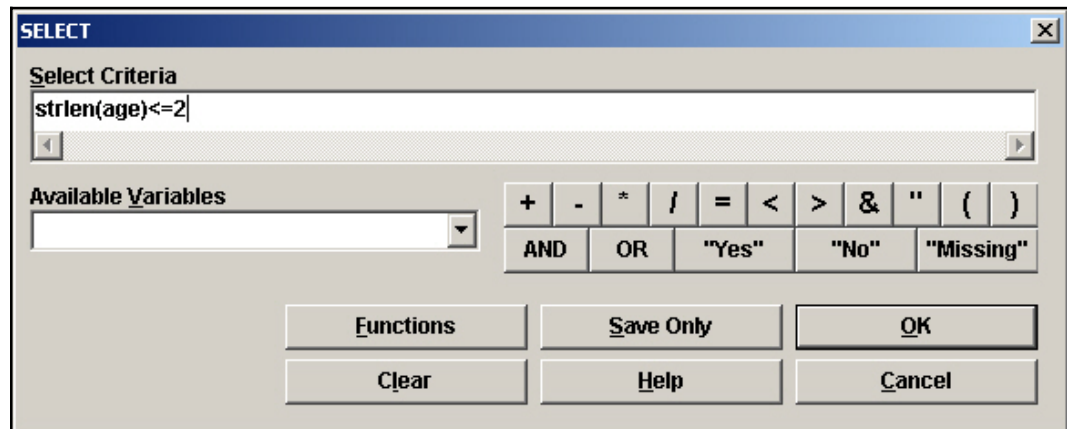 SELECT
Select Criteria
strlen(age)<=2
Available Variables
+ - * / = < > & " ( )
AND OR "Yes" "No" "Missing"
Functions Save Only OK
Clear Help Cancel